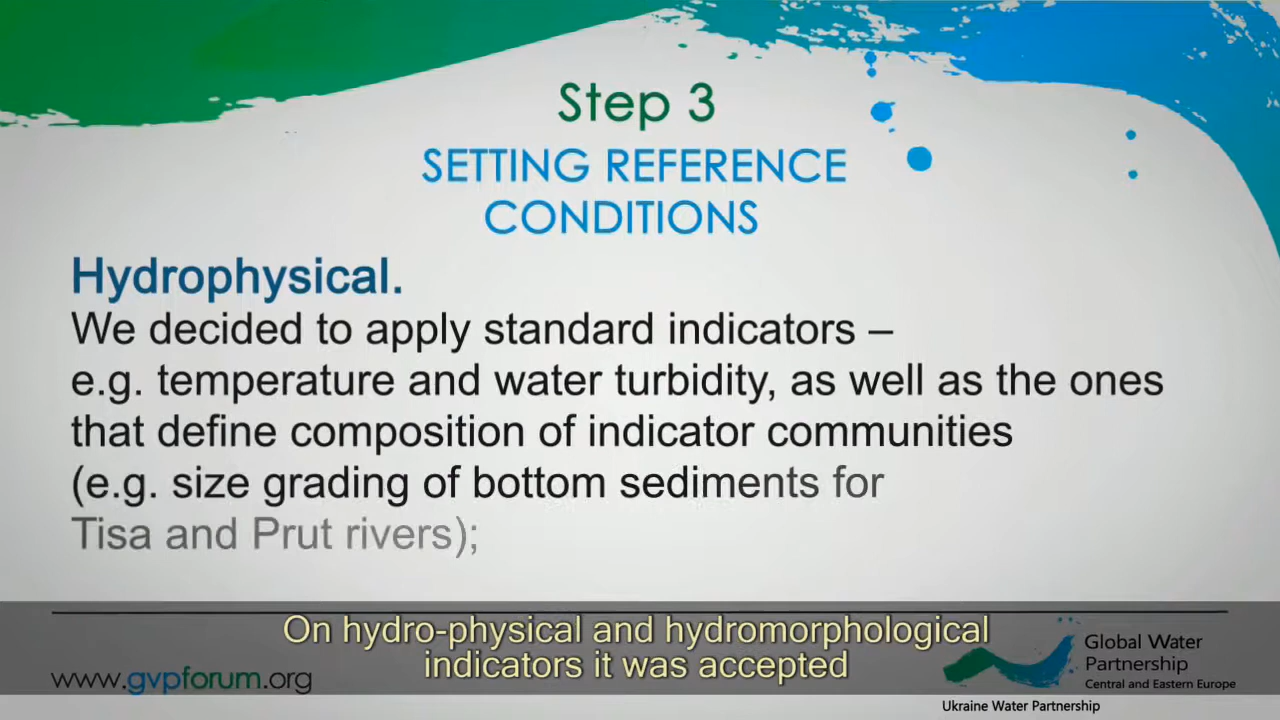 Step 3
SETTING REFERENCE
CONDITIONS
Hydrophysical.
We decided to apply standard indicators –
e.g. temperature and water turbidity, as well as the ones
that define composition of indicator communities
(e.g. size grading of bottom sediments for
Tisa and Prut rivers);
On hydro-physical and hydromorphological
indicators it was accepted
www.gvpforum.org
Global Water
Partnership
Central and Eastern Europe
Ukraine Water Partnership